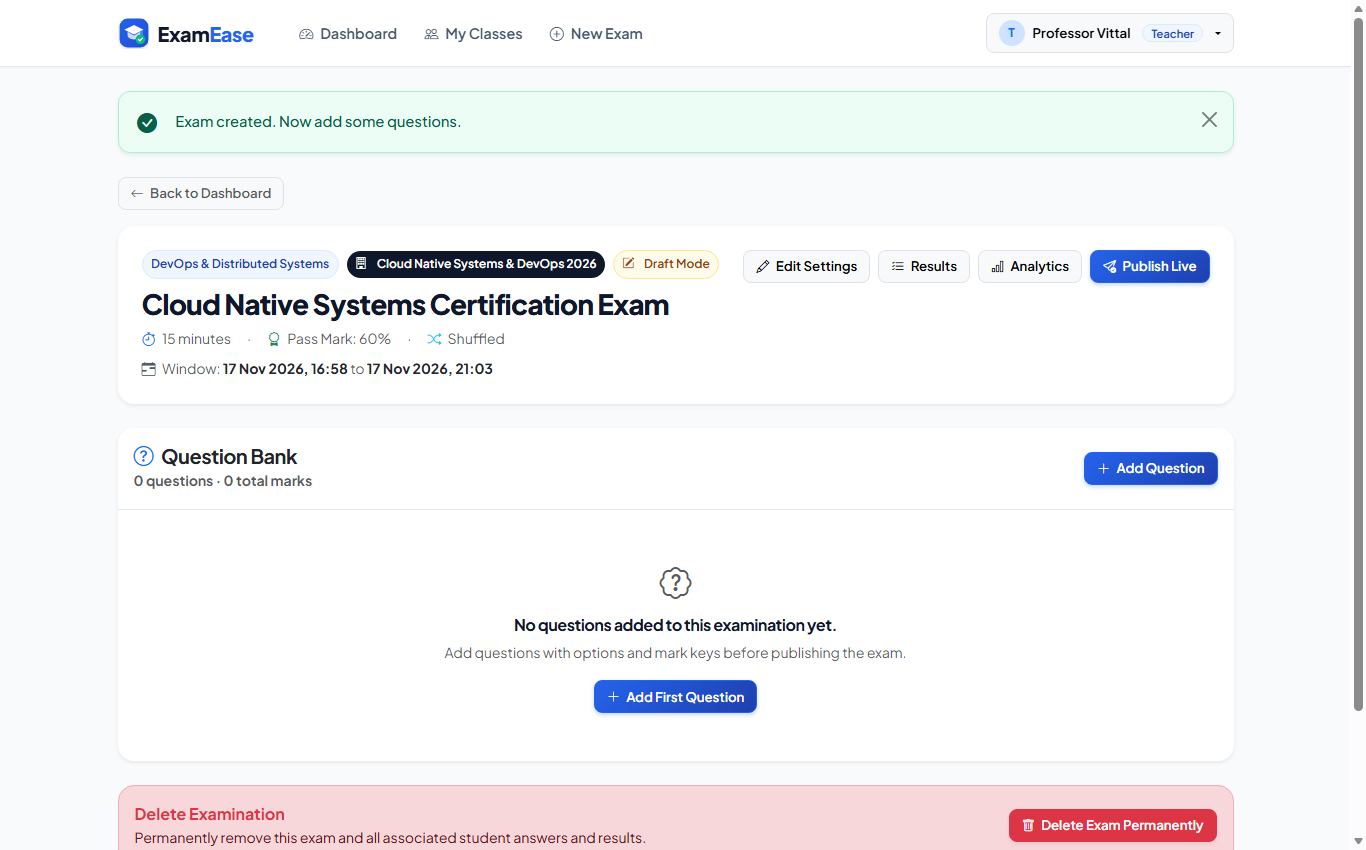 ExamEase Dashboard My Classes New Exam T Professor Vittal Teacher
Exam created. Now add some questions.
Back to Dashboard
DevOps & Distributed Systems Cloud Native Systems & DevOps 2026 Draft Mode Edit Settings Results Analytics Publish Live
Cloud Native Systems Certification Exam
15 minutes · Pass Mark: 60% · Shuffled
Window: 17 Nov 2026, 16:58 to 17 Nov 2026, 21:03
? Question Bank
0 questions · 0 total marks
Add Question
?
No questions added to this examination yet.
Add questions with options and mark keys before publishing the exam.
Add First Question
Delete Examination
Permanently remove this exam and all associated student answers and results.
Delete Exam Permanently